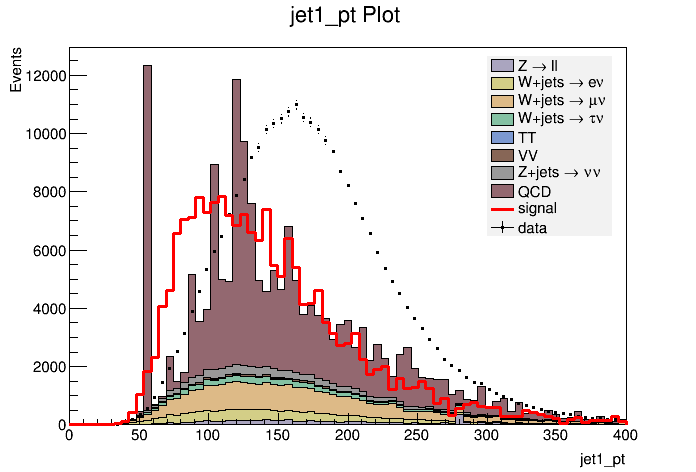 jet1_pt Plot
Events
12000
10000
8000
6000
4000
2000
0
0 50 100 150 200 250 300 350 400
jet1_pt
Z → ll
W+jets → eν
W+jets → μν
W+jets → τν
TT
VV
Z+jets → νν
QCD
signal
data